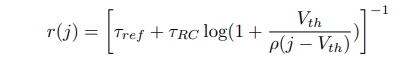 r(j) = [τ_ref + τ_RC log(1 + V_th / ρ(j − V_th))]^−1